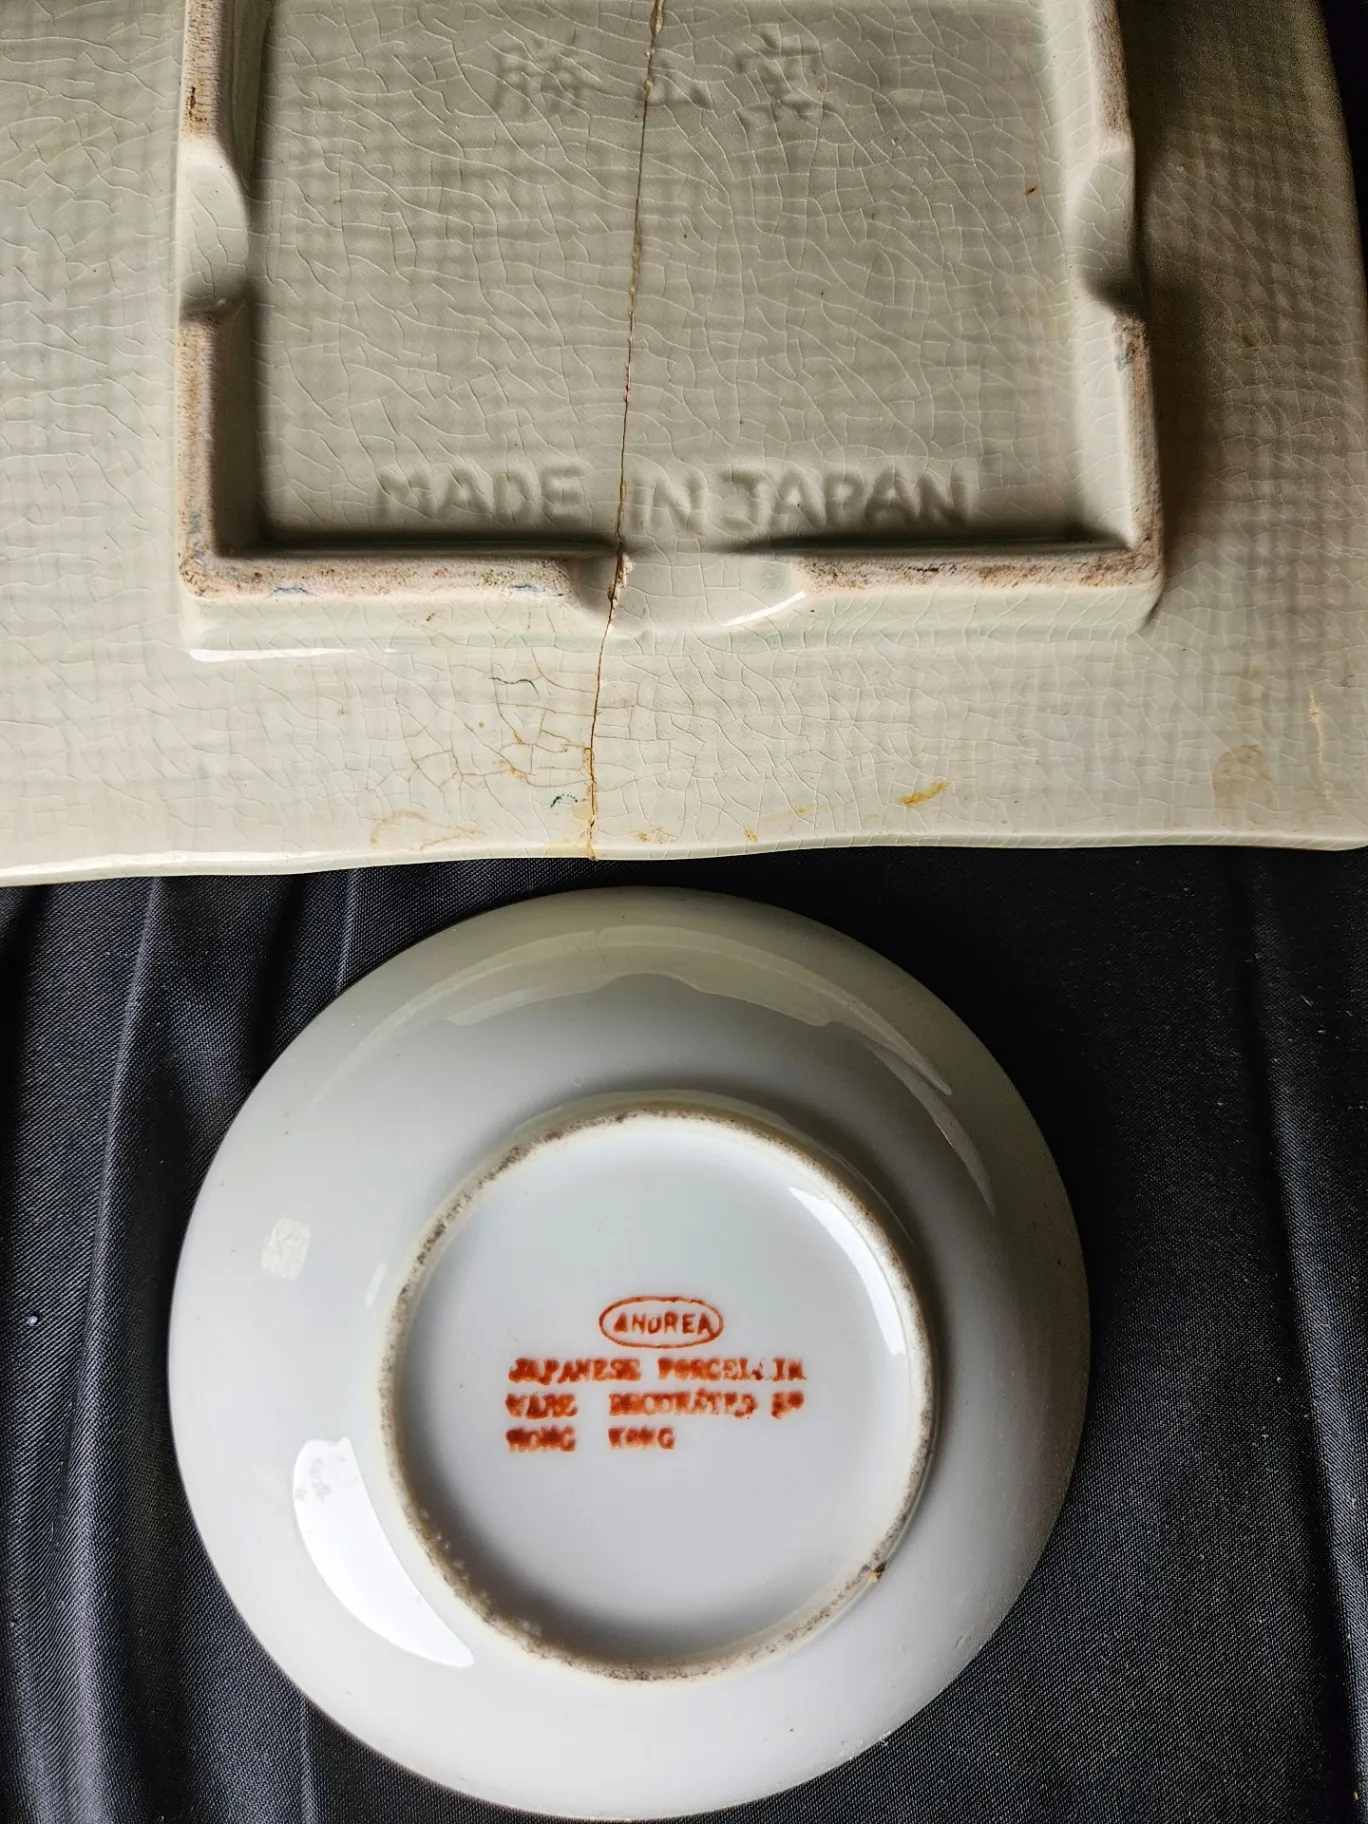 MADE IN JAPAN
ANDREA
JAPANESE PORCELAIN
WARE DECORATED IN
HONG KONG